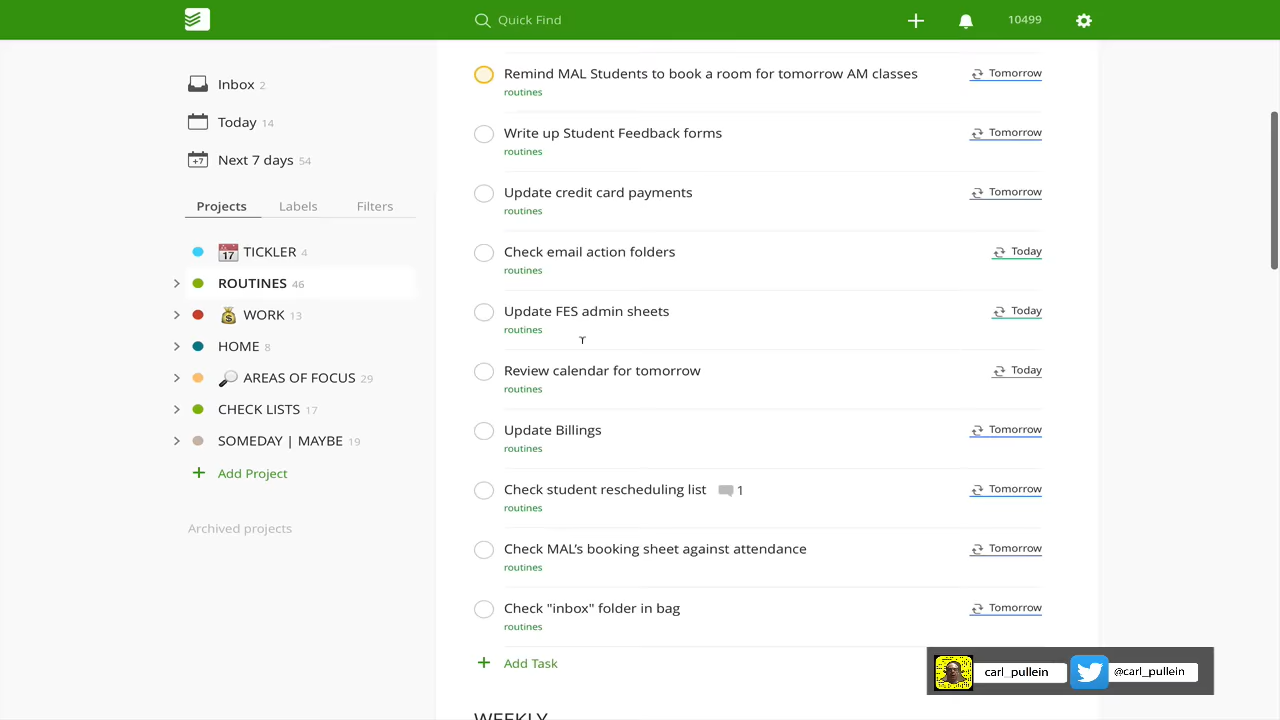 Quick Find
10499
Inbox 2
Today 14
Next 7 days 54
Projects Labels Filters
17 TICKLER 4
ROUTINES 46
WORK 13
HOME 8
AREAS OF FOCUS 29
CHECK LISTS 17
SOMEDAY | MAYBE 19
Add Project
Archived projects
Remind MAL Students to book a room for tomorrow AM classes Tomorrow
routines
Write up Student Feedback forms Tomorrow
routines
Update credit card payments Tomorrow
routines
Check email action folders Today
routines
Update FES admin sheets Today
routines
Review calendar for tomorrow Today
routines
Update Billings Tomorrow
routines
Check student rescheduling list 1 Tomorrow
routines
Check MAL’s booking sheet against attendance Tomorrow
routines
Check "inbox" folder in bag Tomorrow
routines
Add Task
WEEKLY
carl_pullein @carl_pullein